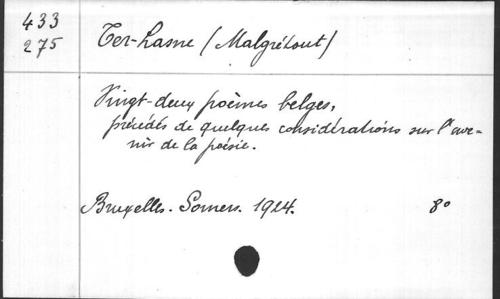 433
275
Ter-Lasne (Malgrétout)
Vingt-deux poèmes belges,
précédés de quelques considérations sur l'ave-
nir de la poésie.
Bruxelles. Somers. 1924. 8°